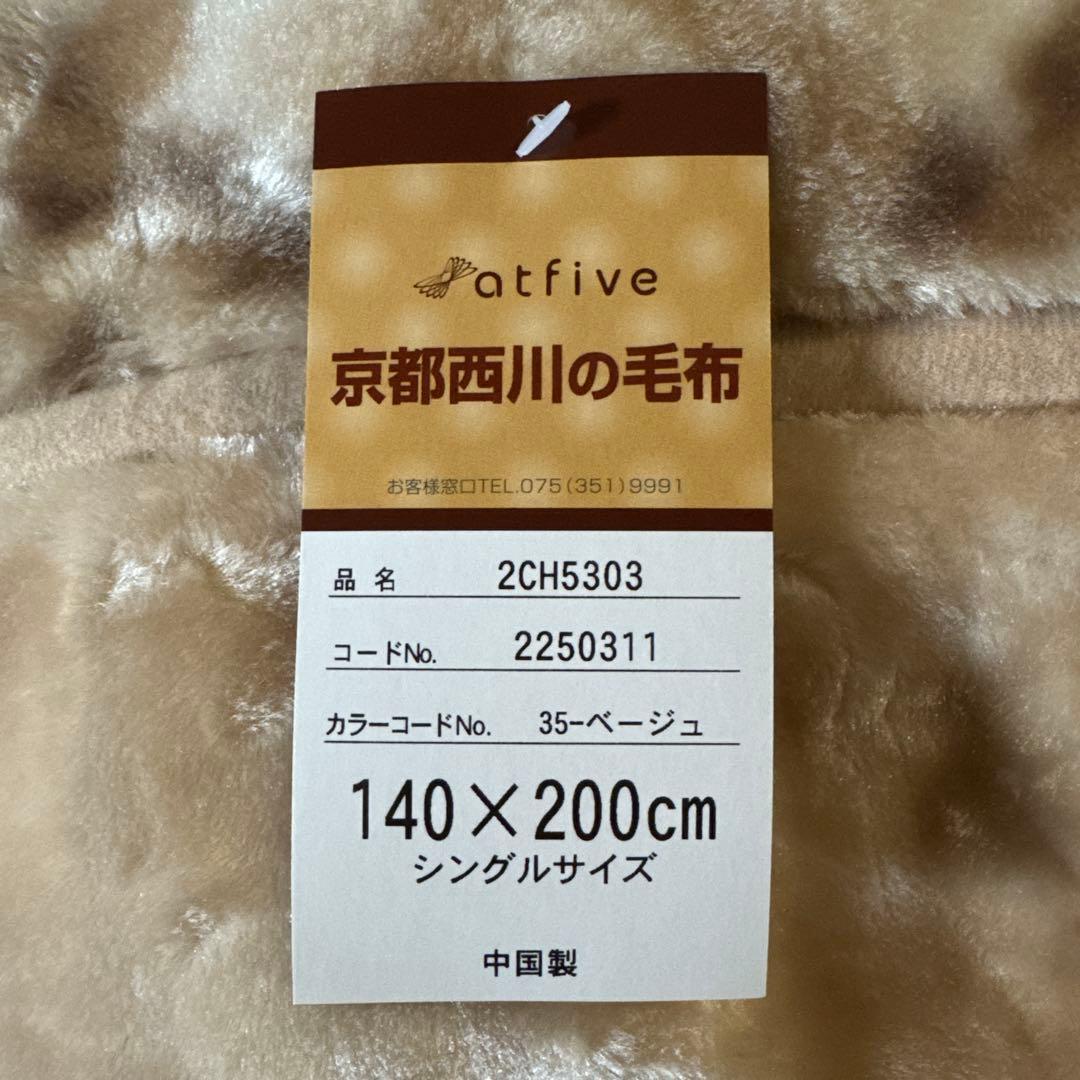 atfive
京都西川の毛布
お客様窓口TEL.075(351)9991
品名 2CH5303
コードNo. 2250311
カラーコードNo. 35-ベージュ
140×200cm
シングルサイズ
中国製